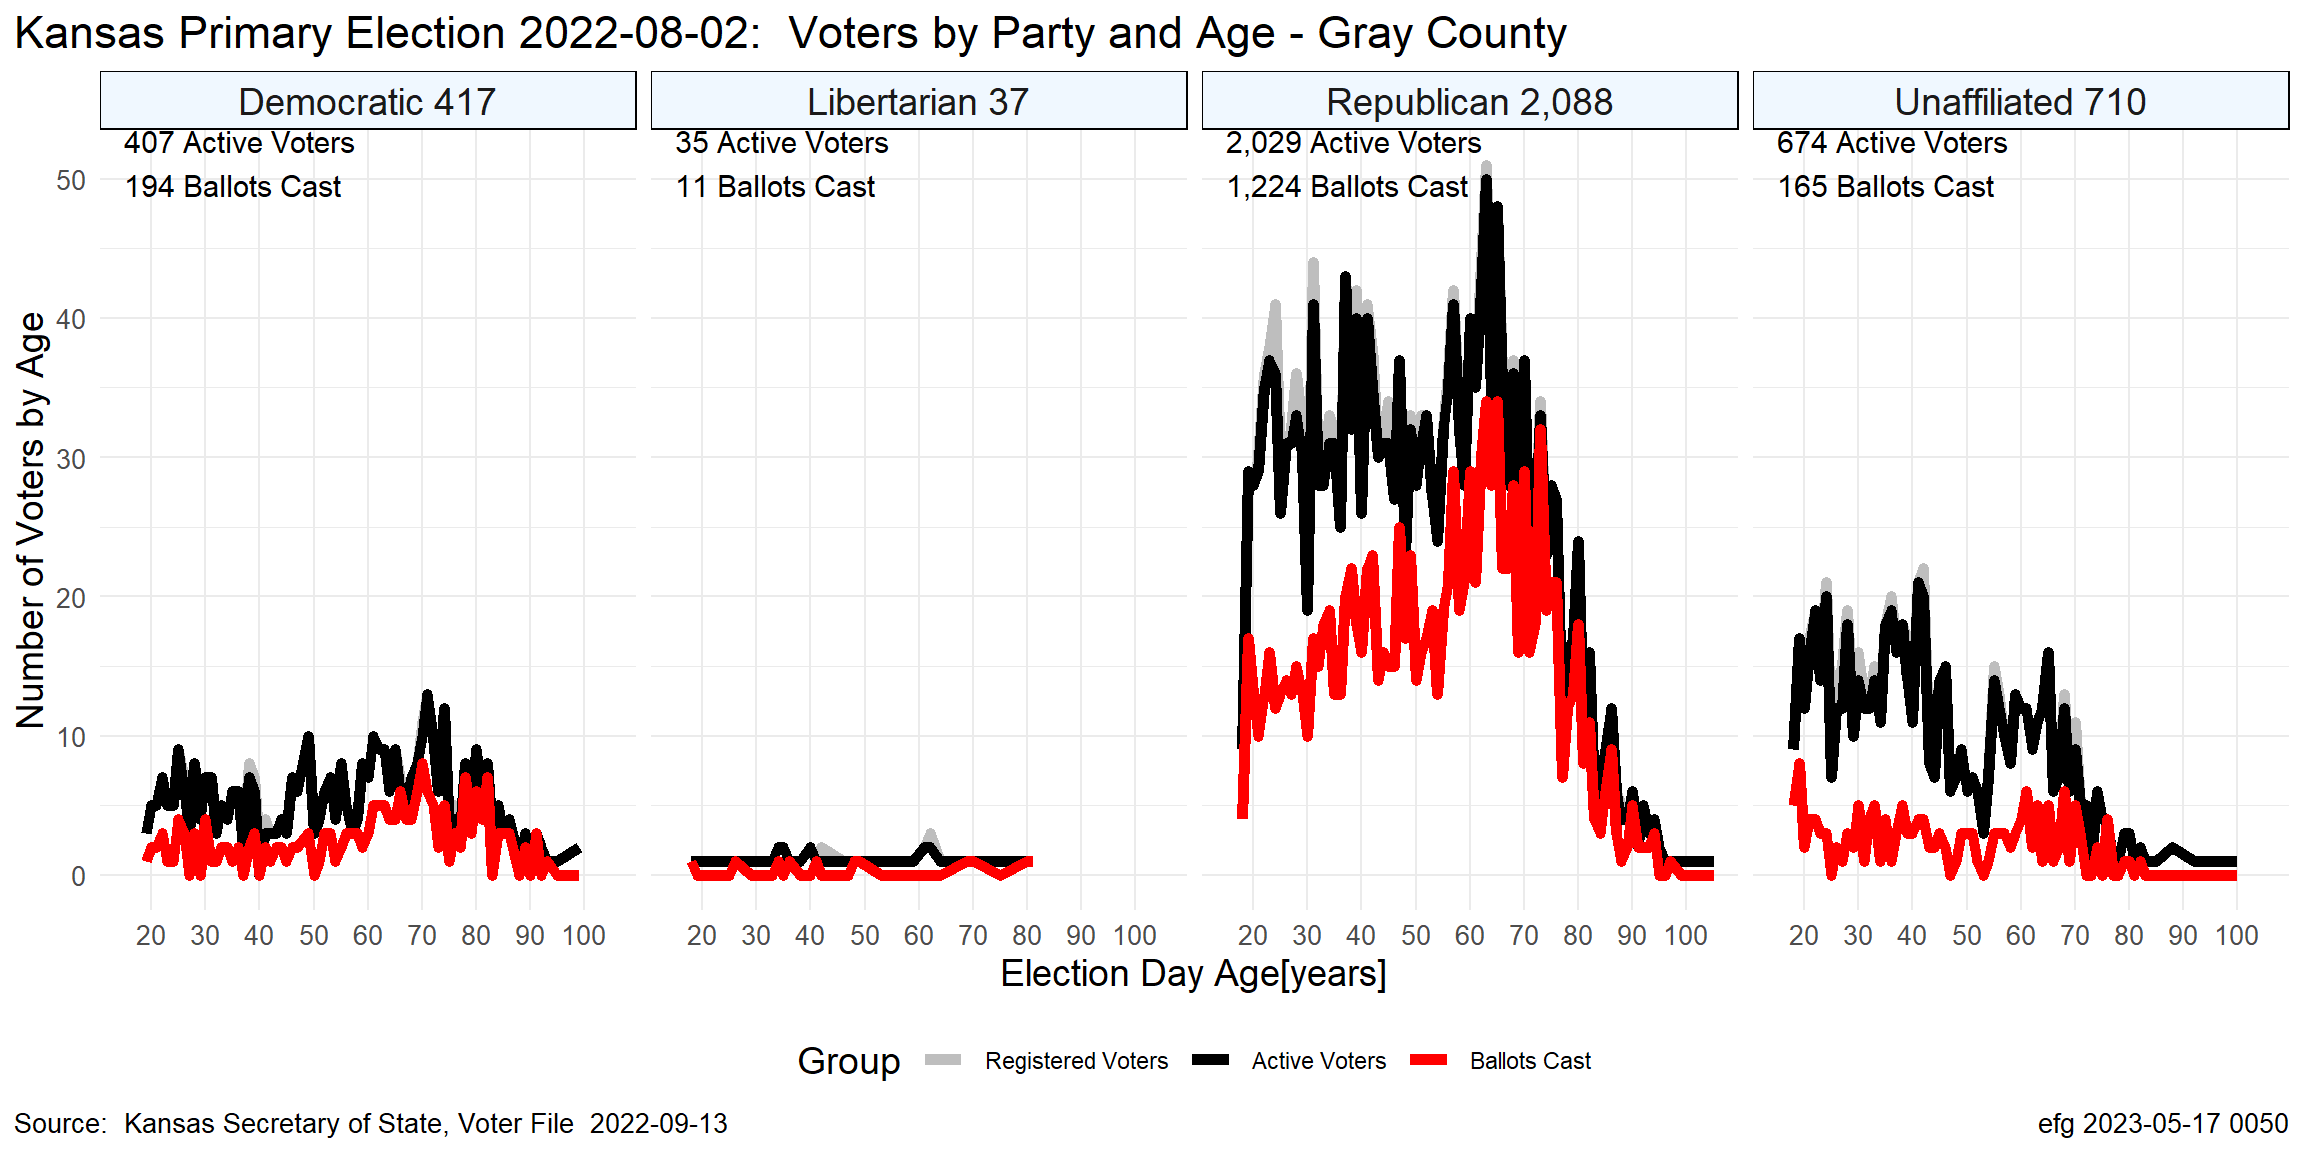 Kansas Primary Election 2022-08-02:  Voters by Party and Age - Gray County
Democratic 417
Libertarian 37
Republican 2,088
Unaffiliated 710
407 Active Voters
194 Ballots Cast
35 Active Voters
11 Ballots Cast
2,029 Active Voters
1,224 Ballots Cast
674 Active Voters
165 Ballots Cast
Number of Voters by Age
50
40
30
20
10
0
20 30 40 50 60 70 80 90 100
20 30 40 50 60 70 80 90 100
20 30 40 50 60 70 80 90 100
20 30 40 50 60 70 80 90 100
Election Day Age[years]
Group Registered Voters Active Voters Ballots Cast
Source:  Kansas Secretary of State, Voter File  2022-09-13
efg 2023-05-17 0050